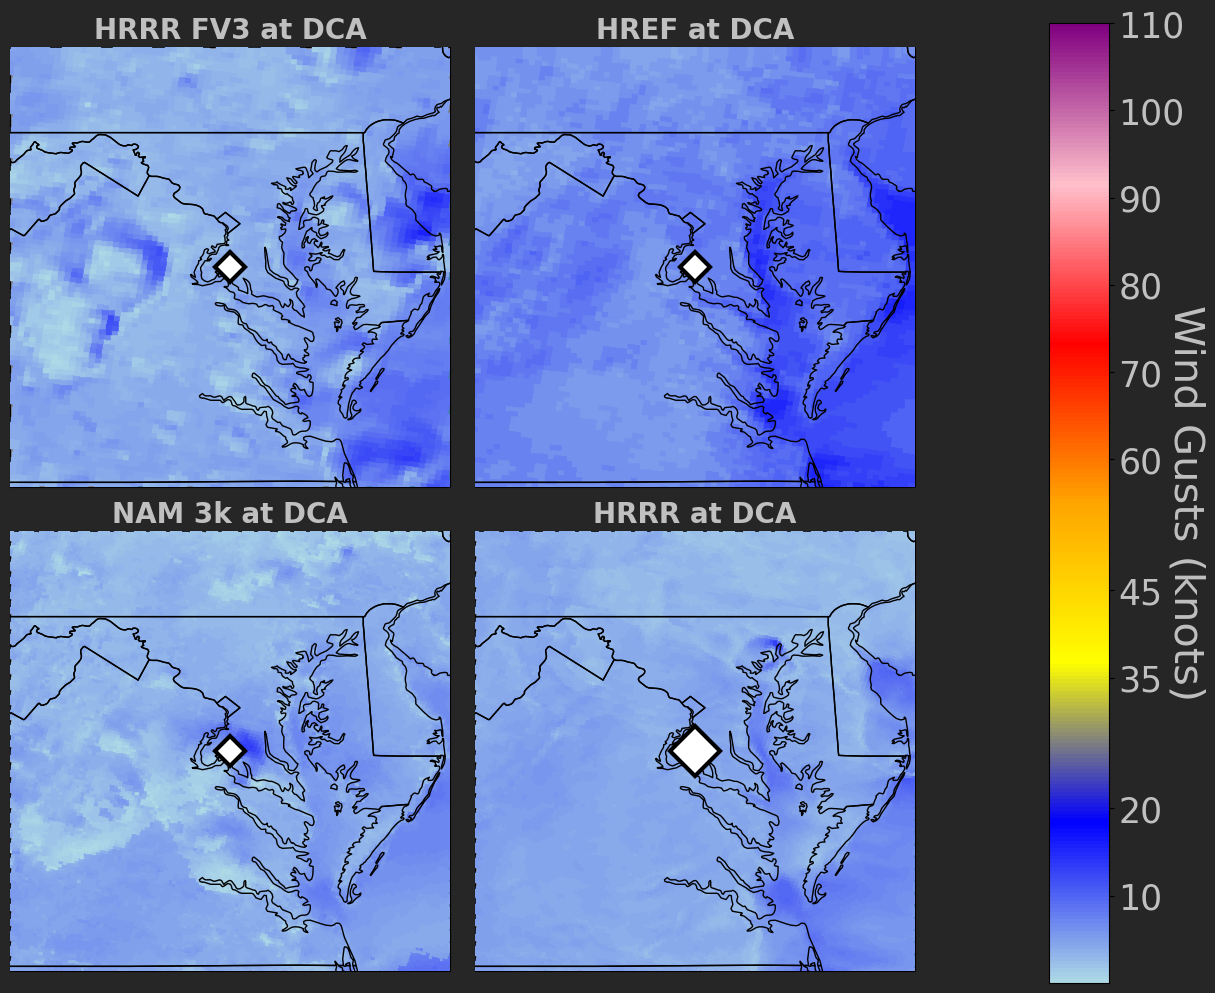 HRRR FV3 at DCA
HREF at DCA
NAM 3k at DCA
HRRR at DCA
110
100
90
80
70
60
45
35
20
10
Wind Gusts (knots)